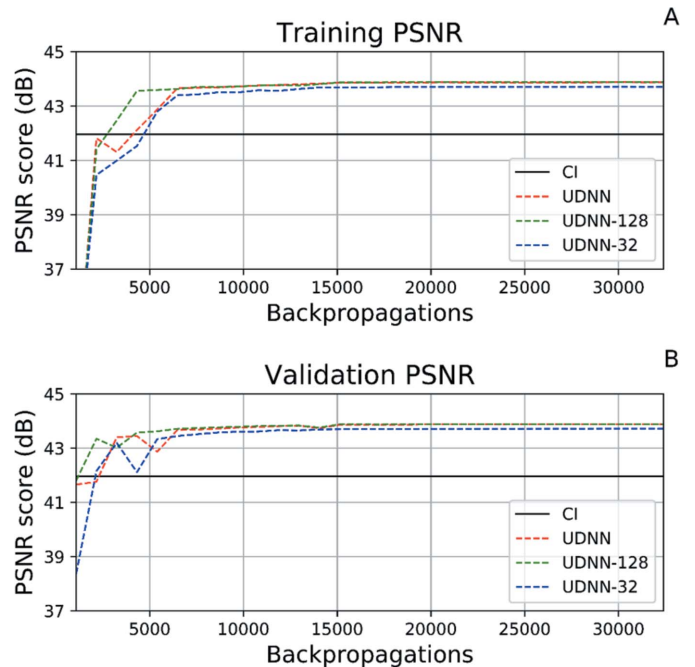 A
Training PSNR
45
43
41
39
37
PSNR score (dB)
CI
UDNN
UDNN-128
UDNN-32
5000 10000 15000 20000 25000 30000
Backpropagations
B
Validation PSNR
45
43
41
39
37
PSNR score (dB)
CI
UDNN
UDNN-128
UDNN-32
5000 10000 15000 20000 25000 30000
Backpropagations